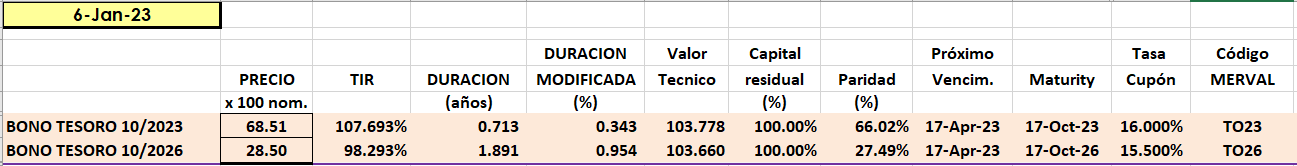 6-Jan-23
DURACION Valor Capital Próximo Tasa Código
PRECIO TIR DURACION MODIFICADA Tecnico residual Paridad Vencim. Maturity Cupón MERVAL
x 100 nom. (años) (%) (%) (%)
BONO TESORO 10/2023 68.51 107.693% 0.713 0.343 103.778 100.00% 66.02% 17-Apr-23 17-Oct-23 16.000% TO23
BONO TESORO 10/2026 28.50 98.293% 1.891 0.954 103.660 100.00% 27.49% 17-Apr-23 17-Oct-26 15.500% TO26